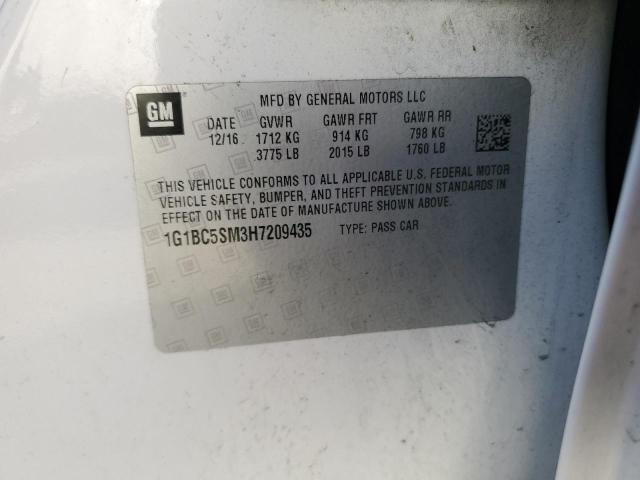 GM
MFD BY GENERAL MOTORS LLC
DATE GVWR GAWR FRT GAWR RR
12/16 1712 KG 914 KG 798 KG
3775 LB 2015 LB 1760 LB
THIS VEHICLE CONFORMS TO ALL APPLICABLE U.S. FEDERAL MOTOR
VEHICLE SAFETY, BUMPER, AND THEFT PREVENTION STANDARDS IN
EFFECT ON THE DATE OF MANUFACTURE SHOWN ABOVE.
1G1BC5SM3H7209435 TYPE: PASS CAR